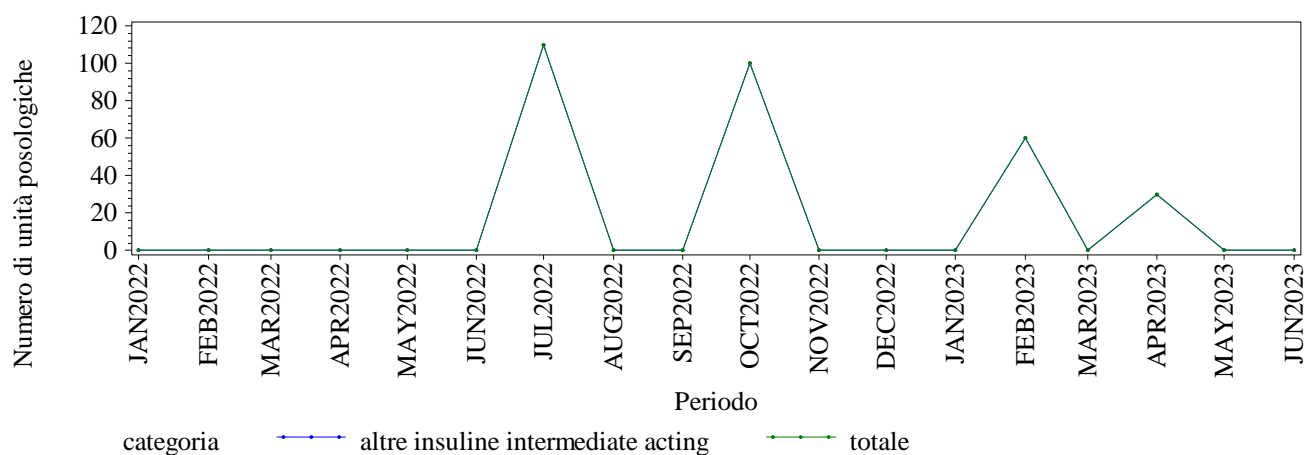 Numero di unità posologiche
120
100
80
60
40
20
0
JAN2022
FEB2022
MAR2022
APR2022
MAY2022
JUN2022
JUL2022
AUG2022
SEP2022
OCT2022
NOV2022
DEC2022
JAN2023
FEB2023
MAR2023
APR2023
MAY2023
JUN2023
Periodo
categoria altre insuline intermediate acting totale